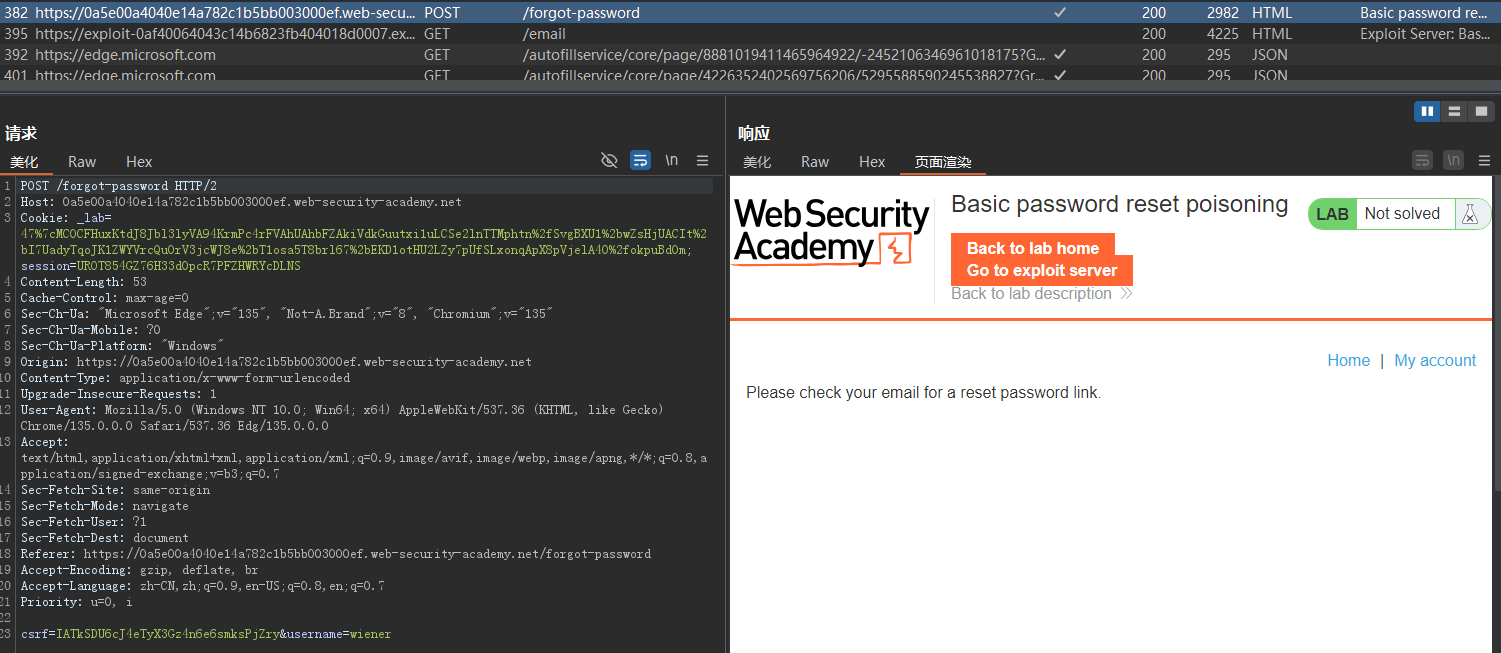 382 https://0a5e00a4040e14a782c1b5bb003000ef.web-secu... POST /forgot-password ✓ 200 2982 HTML Basic password re...
395 https://exploit-0af40064043c14b6823fb404018d0007.ex... GET /email 200 4225 HTML Exploit Server: Bas...
392 https://edge.microsoft.com GET /autofillservice/core/page/8881019411465964922/-2452106346961018175?G... ✓ 200 295 JSON
401 https://edge.microsoft.com GET /autofillservice/core/page/4226352402569756206/5295588590245538827?Gr... ✓ 200 295 JSON
请求
美化 Raw Hex \n
1 POST /forgot-password HTTP/2
2 Host: 0a5e00a4040e14a782c1b5bb003000ef.web-security-academy.net
3 Cookie: _lab=
4 Content-Length: 53
5 Cache-Control: max-age=0
6 Sec-Ch-Ua: "Microsoft Edge";v="135", "Not-A.Brand";v="8", "Chromium";v="135"
7 Sec-Ch-Ua-Mobile: ?0
8 Sec-Ch-Ua-Platform: "Windows"
9 Origin: https://0a5e00a4040e14a782c1b5bb003000ef.web-security-academy.net
10 Content-Type: application/x-www-form-urlencoded
11 Upgrade-Insecure-Requests: 1
12 User-Agent: Mozilla/5.0 (Windows NT 10.0; Win64; x64) AppleWebKit/537.36 (KHTML, like Gecko)
Chrome/135.0.0.0 Safari/537.36 Edg/135.0.0.0
13 Accept:
text/html,application/xhtml+xml,application/xml;q=0.9,image/avif,image/webp,image/apng,*/*;q=0.8,a
pplication/signed-exchange;v=b3;q=0.7
14 Sec-Fetch-Site: same-origin
15 Sec-Fetch-Mode: navigate
16 Sec-Fetch-User: ?1
17 Sec-Fetch-Dest: document
18 Referer: https://0a5e00a4040e14a782c1b5bb003000ef.web-security-academy.net/forgot-password
19 Accept-Encoding: gzip, deflate, br
20 Accept-Language: zh-CN,zh;q=0.9,en-US;q=0.8,en;q=0.7
21 Priority: u=0, i
22
23 &username=wiener
响应
美化 Raw Hex 页面渲染 \n
WebSecurity
Academy
Basic password reset poisoning
LAB Not solved
Back to lab home
Go to exploit server
Back to lab description
Home | My account
Please check your email for a reset password link.